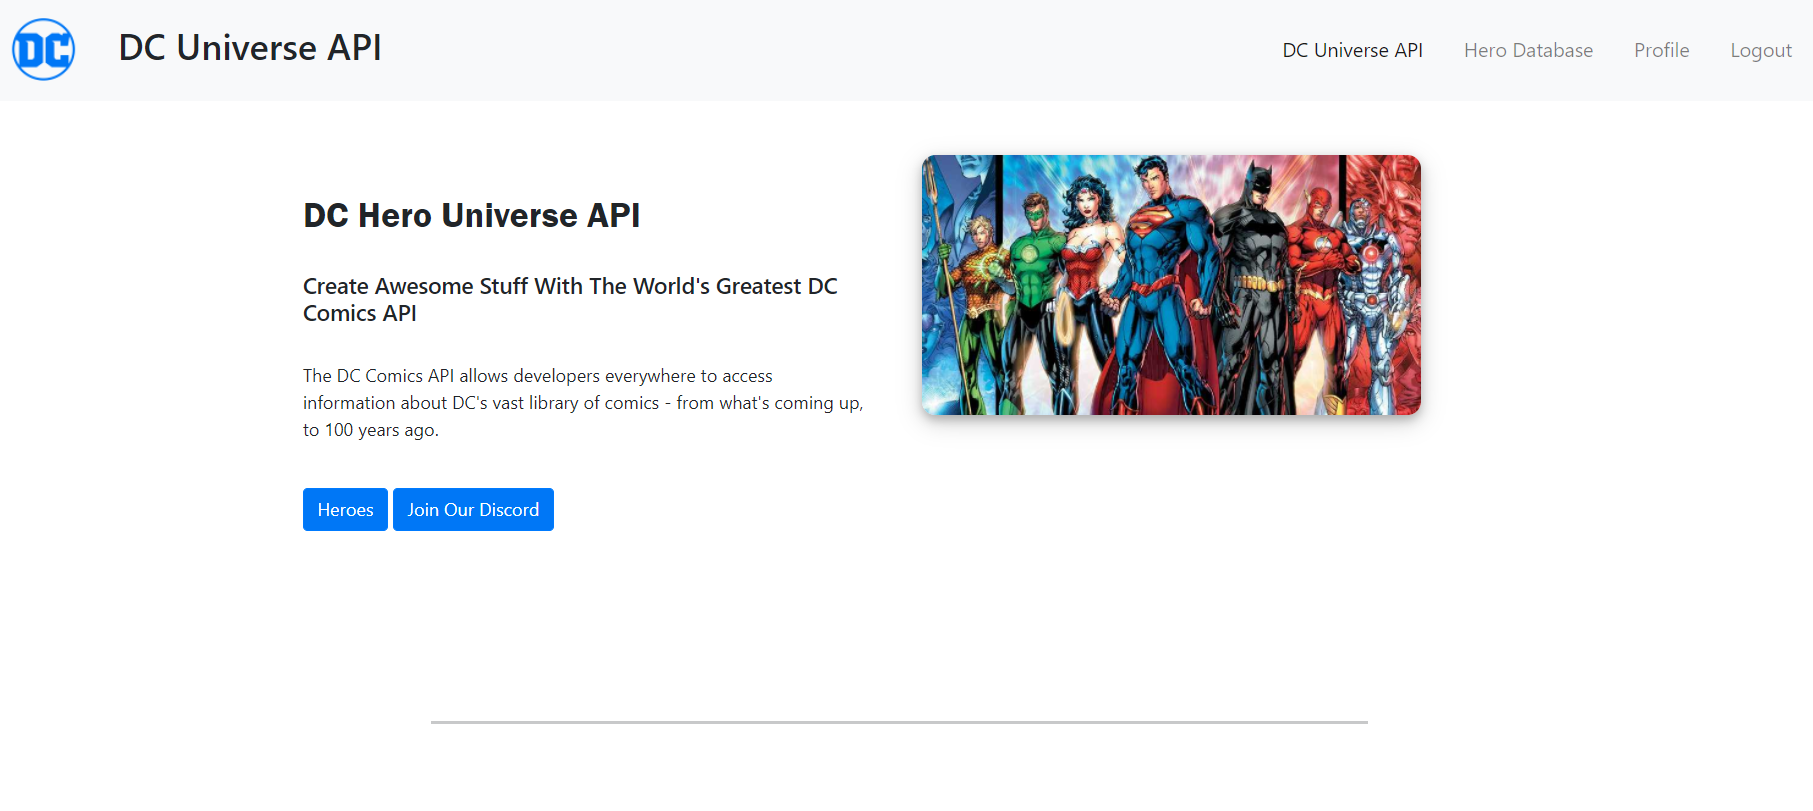 DC
DC Universe API
DC Universe API
Hero Database
Profile
Logout
DC Hero Universe API
Create Awesome Stuff With The World's Greatest DC
Comics API
The DC Comics API allows developers everywhere to access
information about DC's vast library of comics - from what's coming up,
to 100 years ago.
Heroes
Join Our Discord